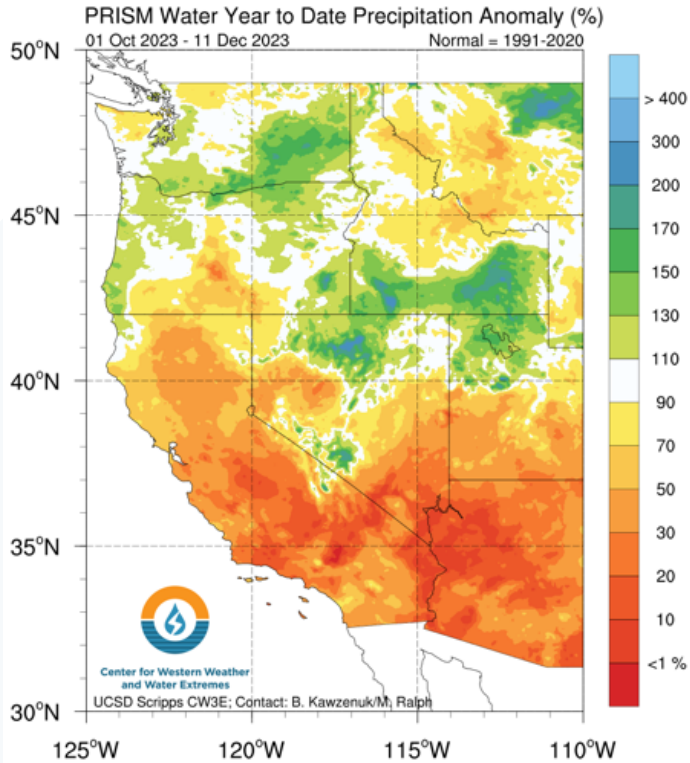 PRISM Water Year to Date Precipitation Anomaly (%)
01 Oct 2023 - 11 Dec 2023 Normal = 1991-2020
50°N
45°N
40°N
35°N
30°N
125°W 120°W 115°W 110°W
> 400
300
200
170
150
130
110
90
70
50
30
20
10
<1 %
Center for Western Weather
and Water Extremes
UCSD Scripps CW3E; Contact: B. Kawzenuk/M. Ralph